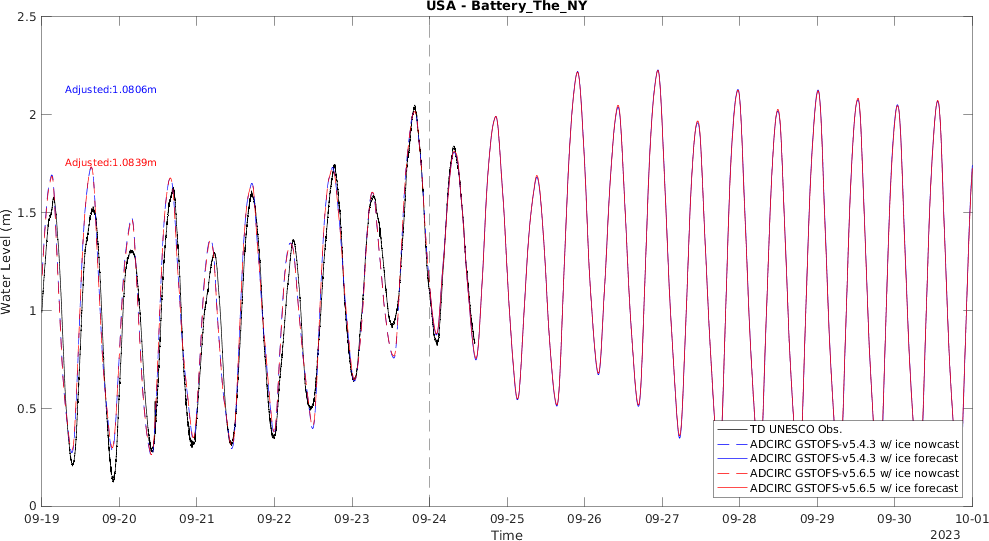 USA - Battery_The_NY
2.5
2
1.5
1
0.5
0
Water Level (m)
Adjusted:1.0806m
Adjusted:1.0839m
TD UNESCO Obs.
ADCIRC GSTOFS-v5.4.3 w/ ice nowcast
ADCIRC GSTOFS-v5.4.3 w/ ice forecast
ADCIRC GSTOFS-v5.6.5 w/ ice nowcast
ADCIRC GSTOFS-v5.6.5 w/ ice forecast
09-19 09-20 09-21 09-22 09-23 09-24 09-25 09-26 09-27 09-28 09-29 09-30 10-01
Time
2023